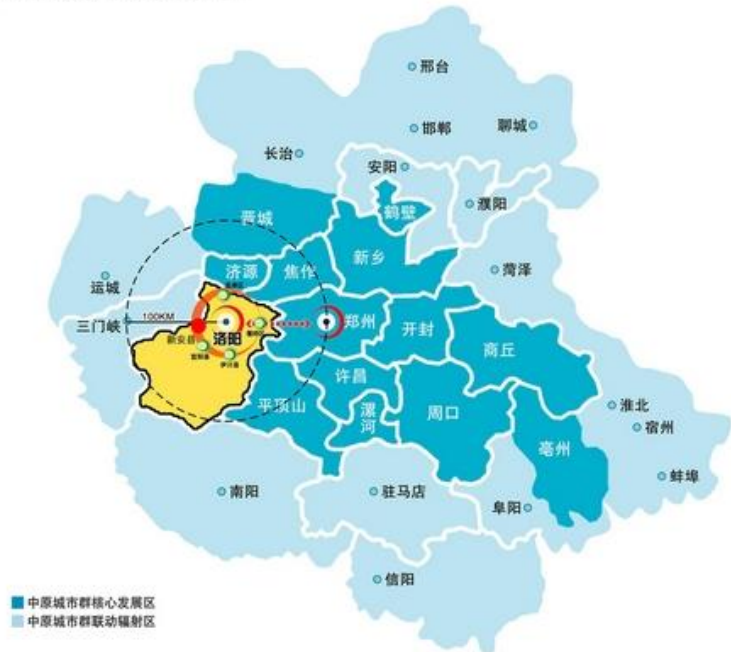 邢台
邯郸
聊城
长治
安阳
鹤壁
濮阳
晋城
新乡
菏泽
济源
焦作
运城
100KM
三门峡
新安县
洛阳
郑州
开封
商丘
宜阳县
伊川县
许昌
平顶山
漯河
周口
淮北
宿州
亳州
蚌埠
南阳
驻马店
阜阳
信阳
中原城市群核心发展区
中原城市群联动辐射区